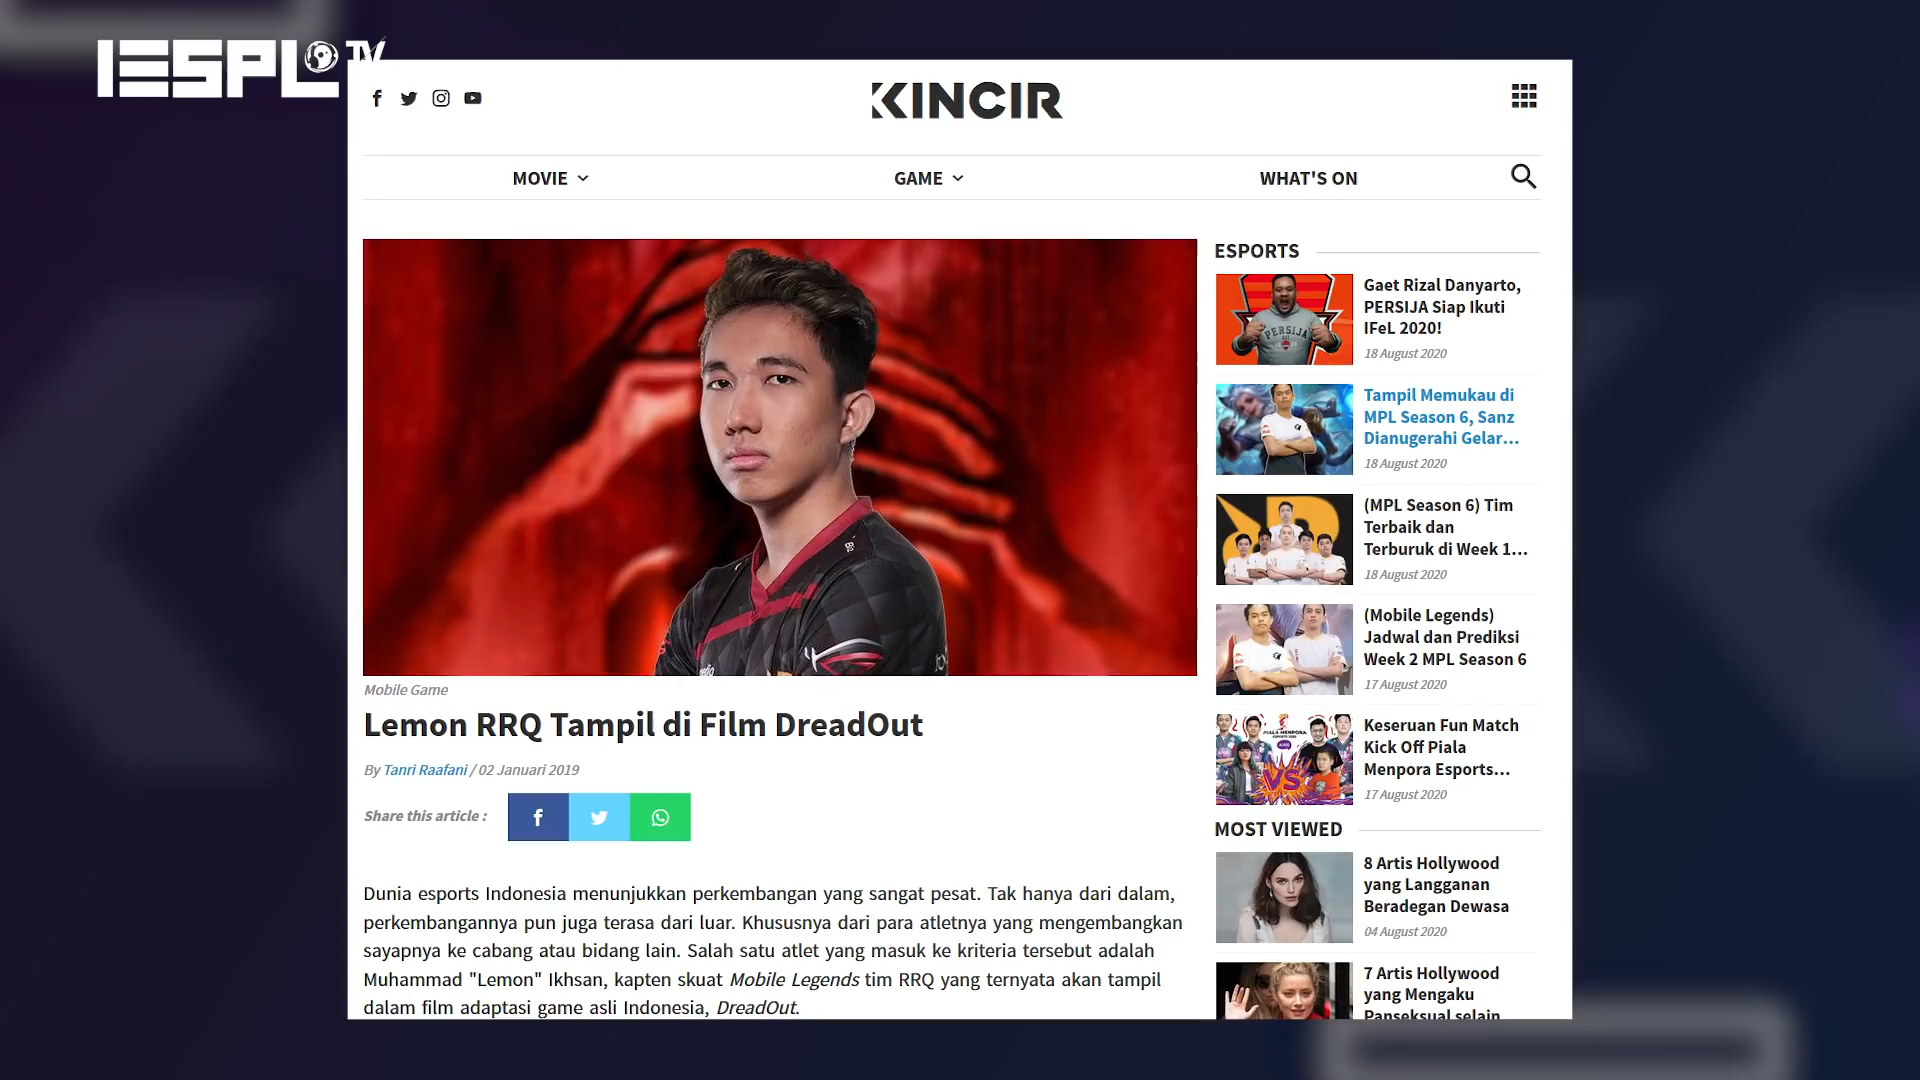 IESPL TV
KINCIR
MOVIE
GAME
WHAT'S ON
Mobile Game
Lemon RRQ Tampil di Film DreadOut
By Tanri Raafani / 02 Januari 2019
Share this article :
Dunia esports Indonesia menunjukkan perkembangan yang sangat pesat. Tak hanya dari dalam,
perkembangannya pun juga terasa dari luar. Khususnya dari para atletnya yang mengembangkan
sayapnya ke cabang atau bidang lain. Salah satu atlet yang masuk ke kriteria tersebut adalah
Muhammad "Lemon" Ikhsan, kapten skuat Mobile Legends tim RRQ yang ternyata akan tampil
dalam film adaptasi game asli Indonesia, DreadOut.
ESPORTS
PERSIJA
Gaet Rizal Danyarto,
PERSIJA Siap Ikuti
IFeL 2020!
18 August 2020
Tampil Memukau di
MPL Season 6, Sanz
Dianugerahi Gelar...
18 August 2020
(MPL Season 6) Tim
Terbaik dan
Terburuk di Week 1...
18 August 2020
(Mobile Legends)
Jadwal dan Prediksi
Week 2 MPL Season 6
17 August 2020
PIALA MENPORA
VS
Keseruan Fun Match
Kick Off Piala
Menpora Esports...
17 August 2020
MOST VIEWED
8 Artis Hollywood
yang Langganan
Beradegan Dewasa
04 August 2020
7 Artis Hollywood
yang Mengaku
Panseksual selain